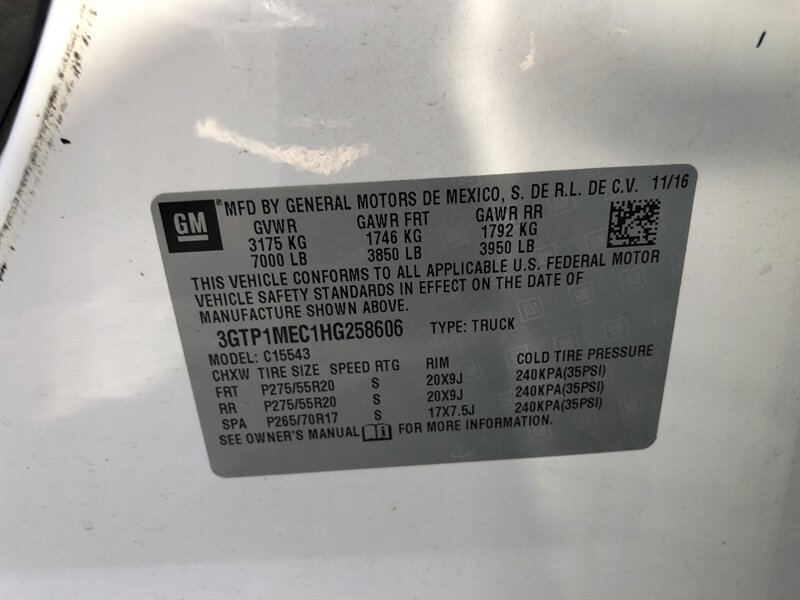 GM ® MFD BY GENERAL MOTORS DE MEXICO, S. DE R.L. DE C.V. 11/16
GVWR GAWR FRT GAWR RR
3175 KG 1746 KG 1792 KG
7000 LB 3850 LB 3950 LB
THIS VEHICLE CONFORMS TO ALL APPLICABLE U.S. FEDERAL MOTOR
VEHICLE SAFETY STANDARDS IN EFFECT ON THE DATE OF
MANUFACTURE SHOWN ABOVE.
3GTP1MEC1HG258606 TYPE: TRUCK
MODEL: C15543
CHXW TIRE SIZE SPEED RTG RIM COLD TIRE PRESSURE
FRT P275/55R20 S 20X9J 240KPA(35PSI)
RR P275/55R20 S 20X9J 240KPA(35PSI)
SPA P265/70R17 S 17X7.5J 240KPA(35PSI)
SEE OWNER'S MANUAL FOR MORE INFORMATION.